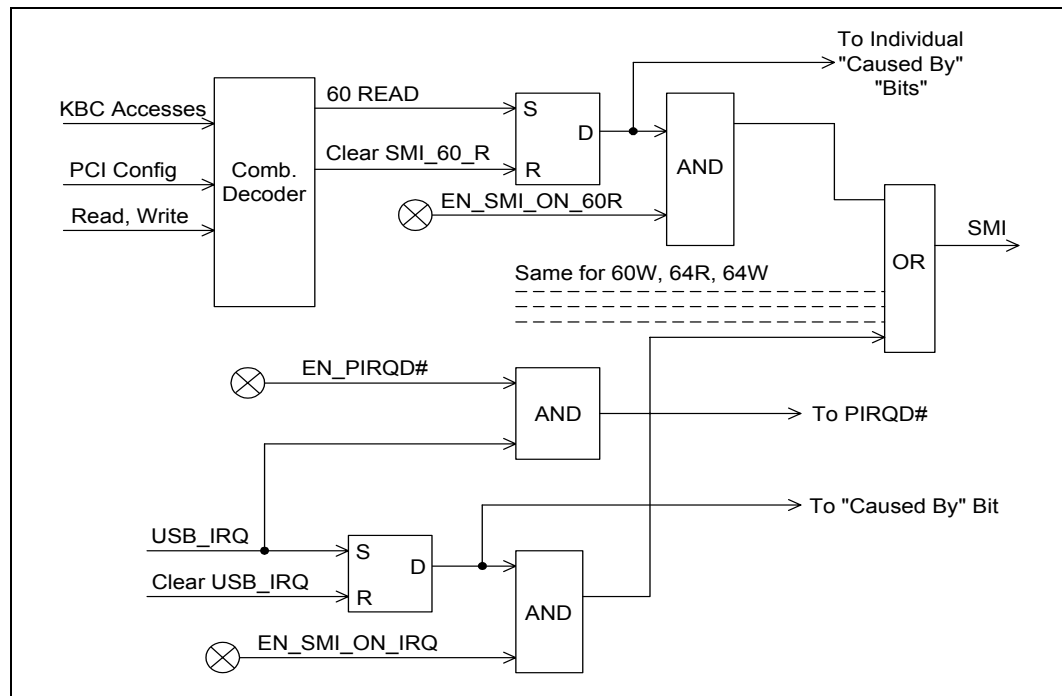 To Individual
"Caused By"
"Bits"
KBC Accesses
60 READ
S
D
AND
PCI Config
Comb.
Decoder
Clear SMI_60_R
R
Read, Write
EN_SMI_ON_60R
SMI
OR
Same for 60W, 64R, 64W
EN_PIRQD#
AND
To PIRQD#
To "Caused By" Bit
USB_IRQ
S
D
Clear USB_IRQ
R
AND
EN_SMI_ON_IRQ